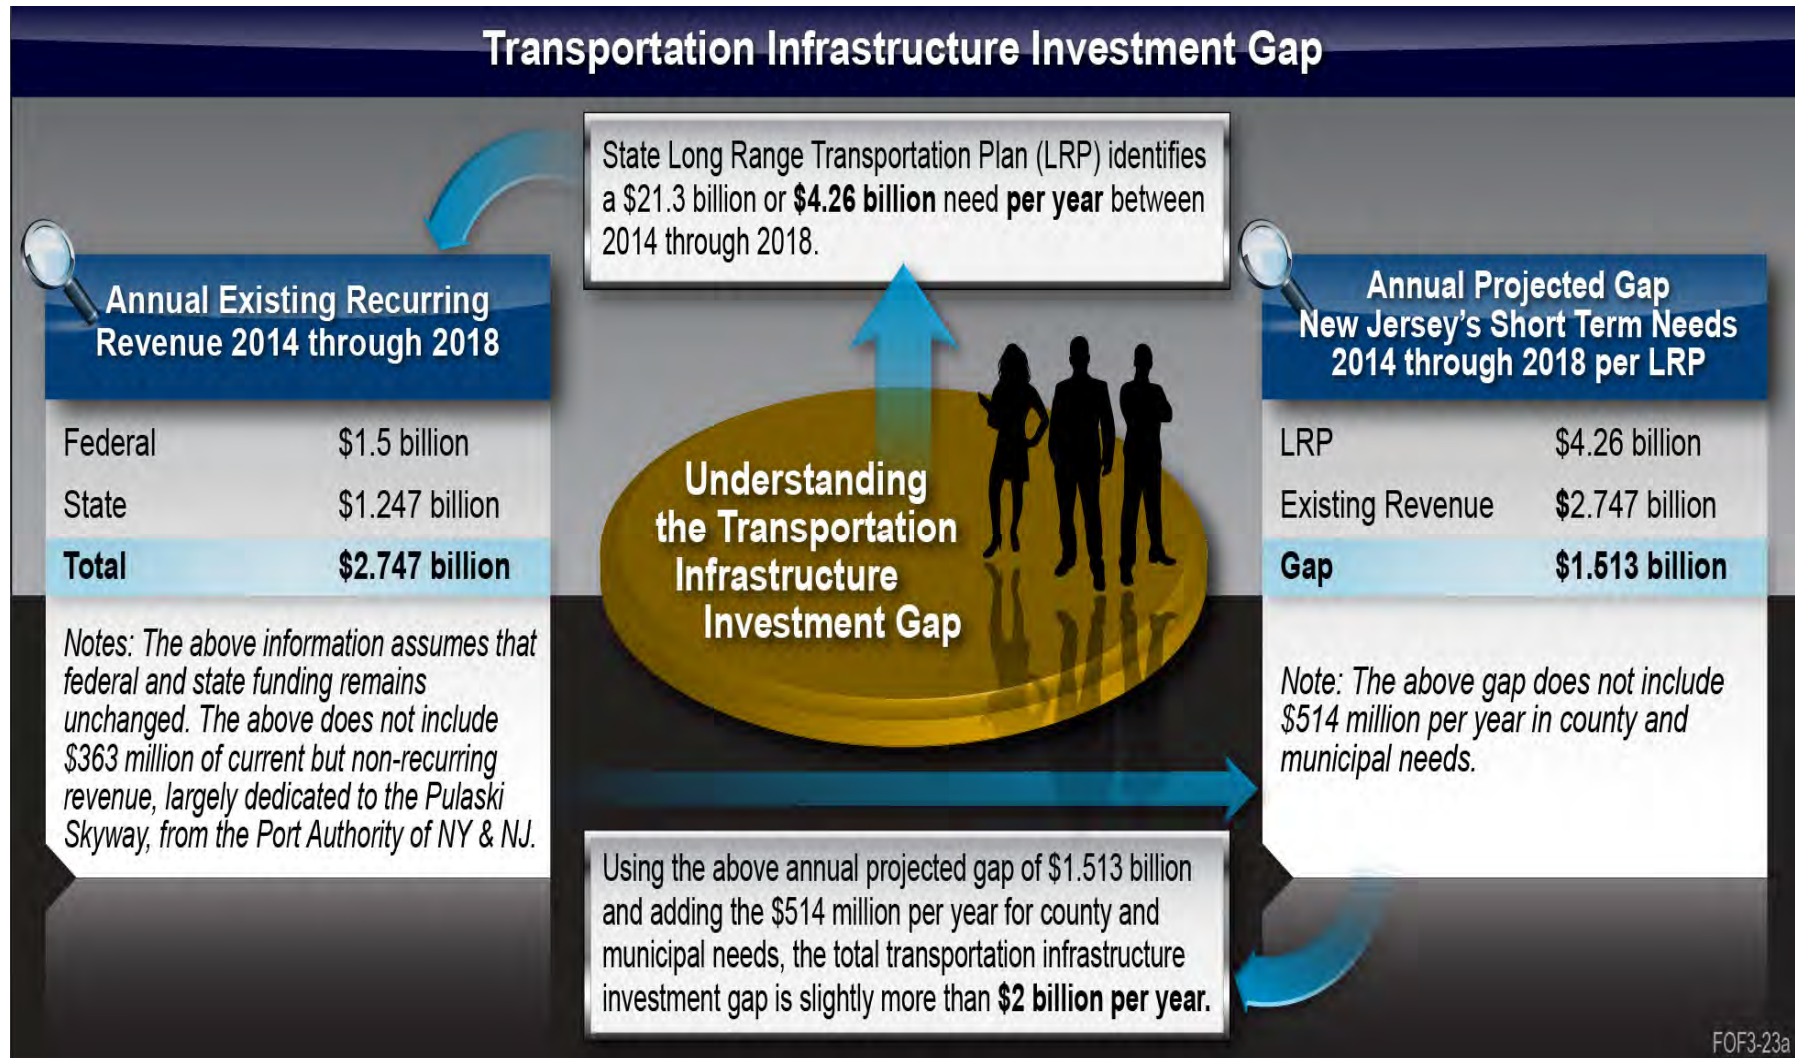 Transportation Infrastructure Investment Gap
State Long Range Transportation Plan (LRP) identifies
a $21.3 billion or $4.26 billion need per year between
2014 through 2018.
Annual Existing Recurring
Revenue 2014 through 2018
Federal $1.5 billion
State $1.247 billion
Total $2.747 billion
Notes: The above information assumes that
federal and state funding remains
unchanged. The above does not include
$363 million of current but non-recurring
revenue, largely dedicated to the Pulaski
Skyway, from the Port Authority of NY & NJ.
Understanding
the Transportation
Infrastructure
Investment Gap
Annual Projected Gap
New Jersey's Short Term Needs
2014 through 2018 per LRP
LRP $4.26 billion
Existing Revenue $2.747 billion
Gap $1.513 billion
Note: The above gap does not include
$514 million per year in county and
municipal needs.
Using the above annual projected gap of $1.513 billion
and adding the $514 million per year for county and
municipal needs, the total transportation infrastructure
investment gap is slightly more than $2 billion per year.
FOF3-23a